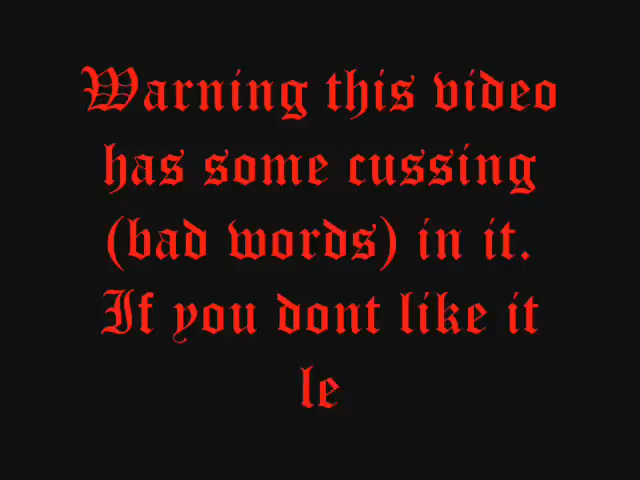 Warning this video
has some cussing
(bad words) in it.
If you dont like it
le